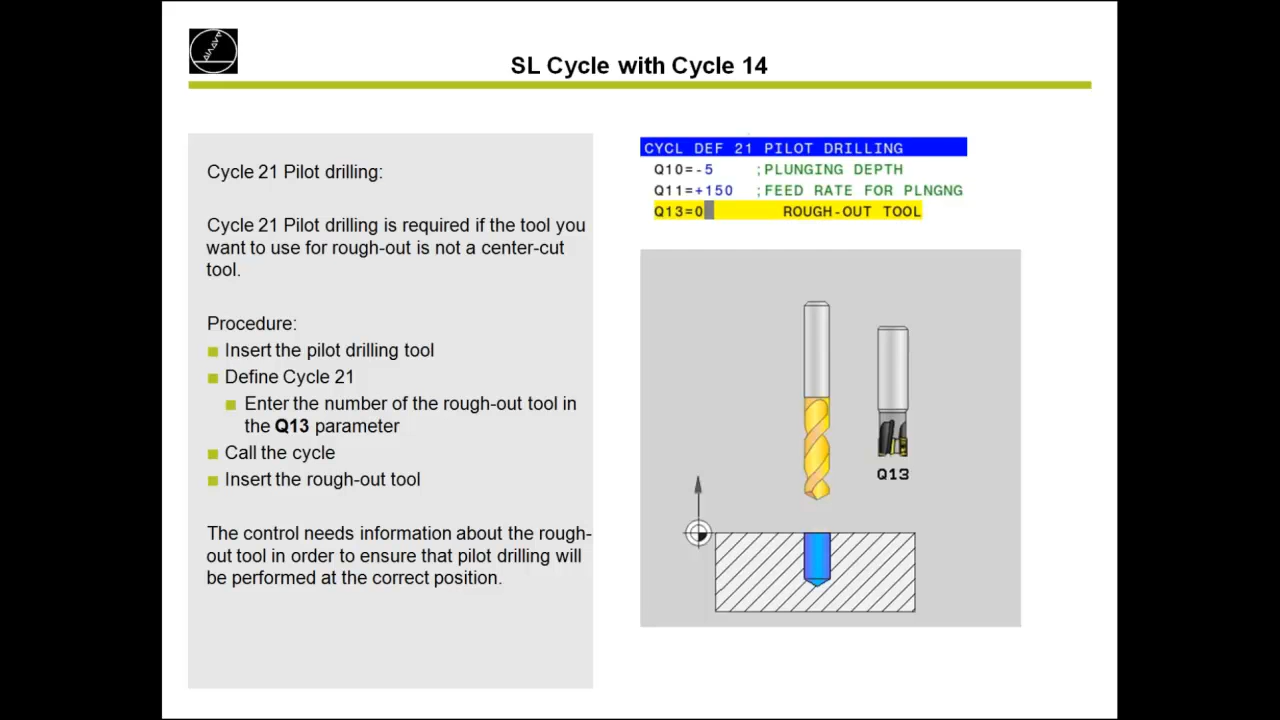 SL Cycle with Cycle 14
Cycle 21 Pilot drilling:
Cycle 21 Pilot drilling is required if the tool you
want to use for rough-out is not a center-cut
tool.
Procedure:
Insert the pilot drilling tool
Define Cycle 21
Enter the number of the rough-out tool in
the Q13 parameter
Call the cycle
Insert the rough-out tool
The control needs information about the rough-
out tool in order to ensure that pilot drilling will
be performed at the correct position.
CYCL DEF 21 PILOT DRILLING
Q10=-5 ;PLUNGING DEPTH
Q11=+150 ;FEED RATE FOR PLNGNG
Q13=0 ROUGH-OUT TOOL
Q13